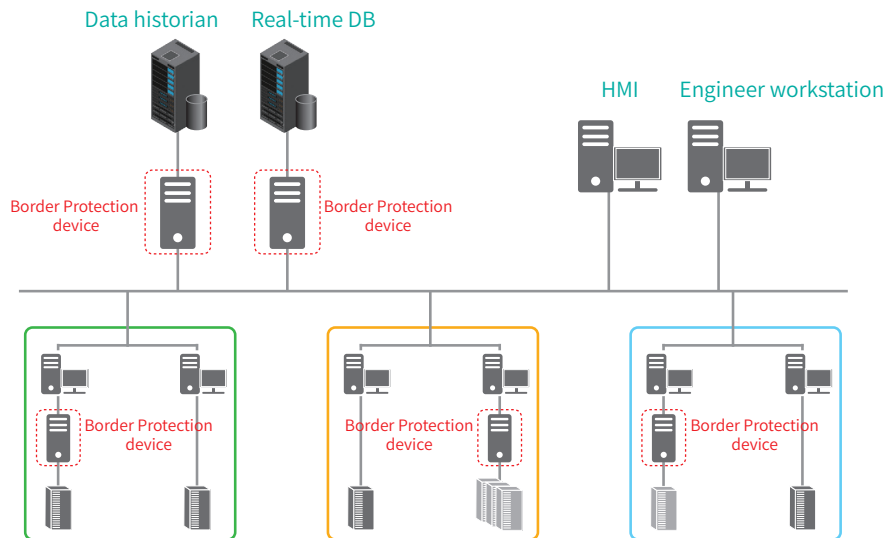 Data historian
Real-time DB
HMI
Engineer workstation
Border Protection
device
Border Protection
device
Border Protection
device
Border Protection
device
Border Protection
device